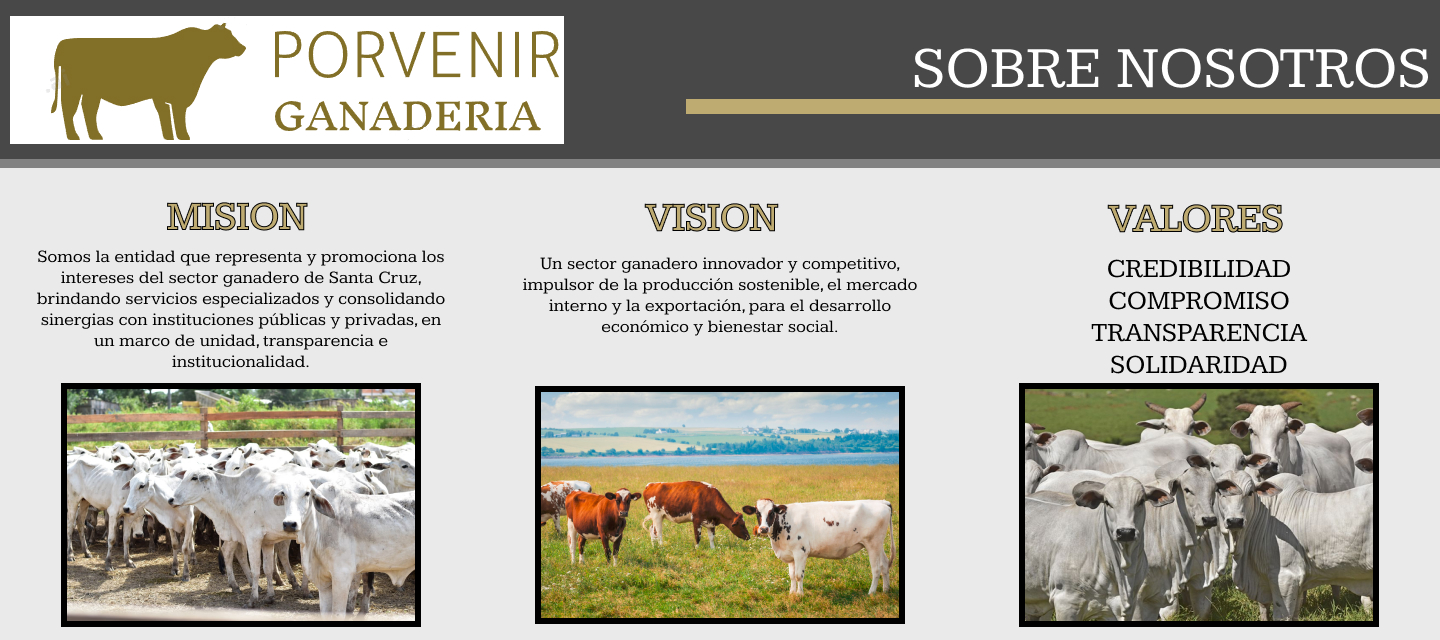 PORVENIR
GANADERIA
SOBRE NOSOTROS
MISION
Somos la entidad que representa y promociona los
intereses del sector ganadero de Santa Cruz,
brindando servicios especializados y consolidando
sinergias con instituciones públicas y privadas, en
un marco de unidad, transparencia e
institucionalidad.
VISION
Un sector ganadero innovador y competitivo,
impulsor de la producción sostenible, el mercado
interno y la exportación, para el desarrollo
económico y bienestar social.
VALORES
CREDIBILIDAD
COMPROMISO
TRANSPARENCIA
SOLIDARIDAD